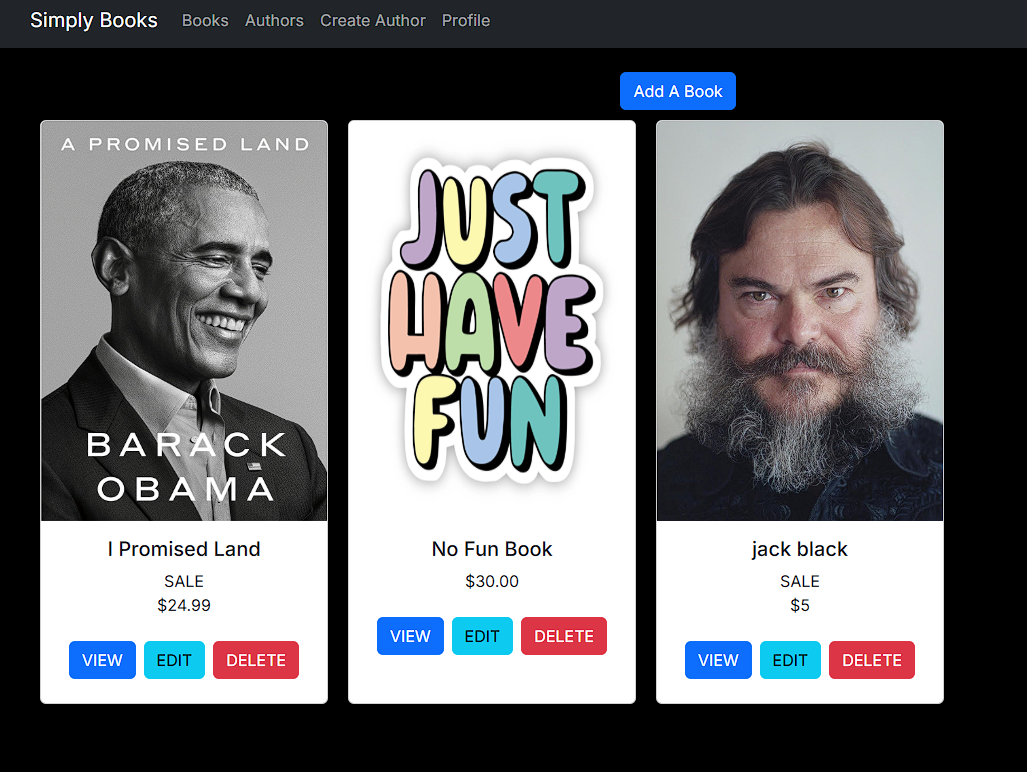 Simply Books Books Authors Create Author Profile
Add A Book
A PROMISED LAND
BARACK
OBAMA
I Promised Land
SALE
$24.99
VIEW EDIT DELETE
JUST
HAVE
FUN
No Fun Book
$30.00
VIEW EDIT DELETE
jack black
SALE
$5
VIEW EDIT DELETE